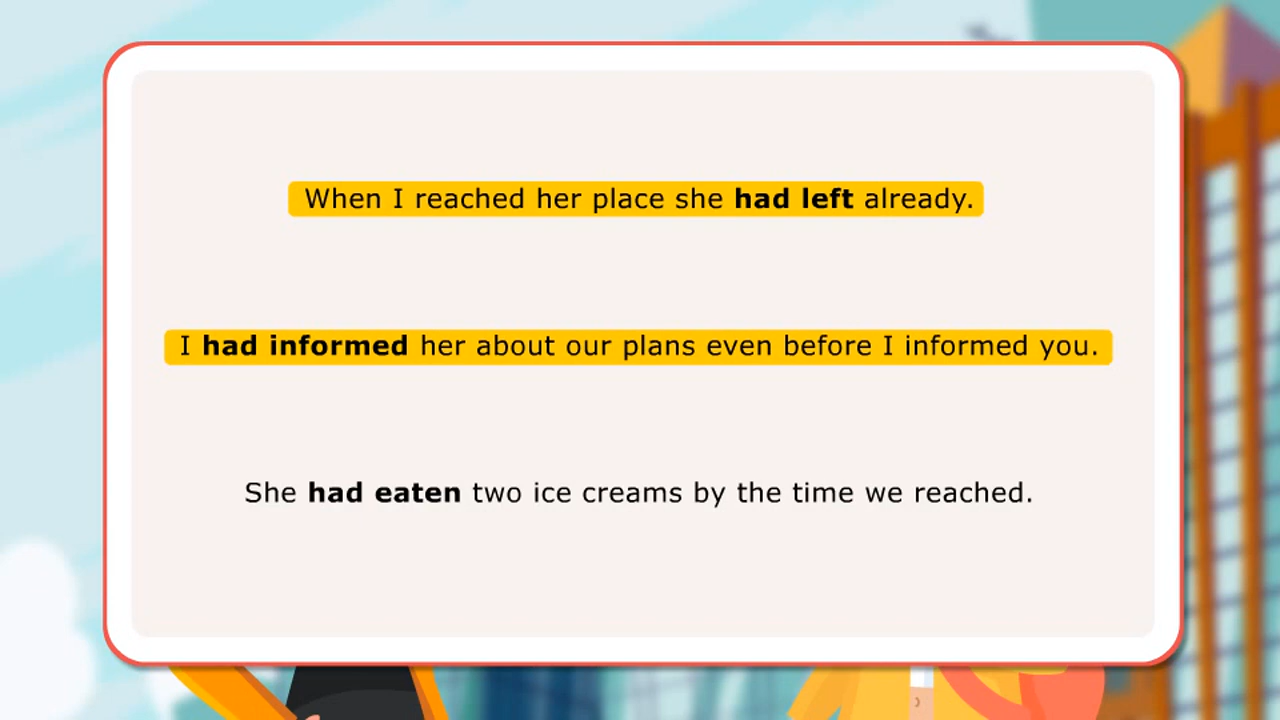 When I reached her place she had left already.
I had informed her about our plans even before I informed you.
She had eaten two ice creams by the time we reached.